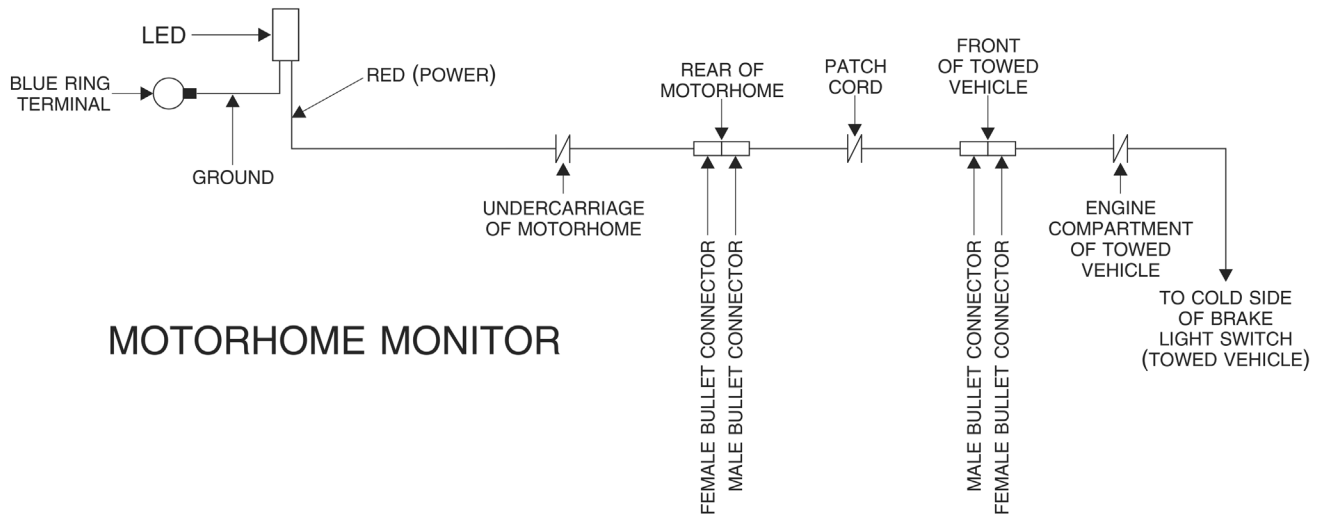 LED
BLUE RING
TERMINAL
RED (POWER)
GROUND
UNDERCARRIAGE
OF MOTORHOME
REAR OF
MOTORHOME
PATCH
CORD
FRONT
OF TOWED
VEHICLE
FEMALE BULLET CONNECTOR
MALE BULLET CONNECTOR
MALE BULLET CONNECTOR
FEMALE BULLET CONNECTOR
ENGINE
COMPARTMENT
OF TOWED
VEHICLE
TO COLD SIDE
OF BRAKE
LIGHT SWITCH
(TOWED VEHICLE)
MOTORHOME MONITOR